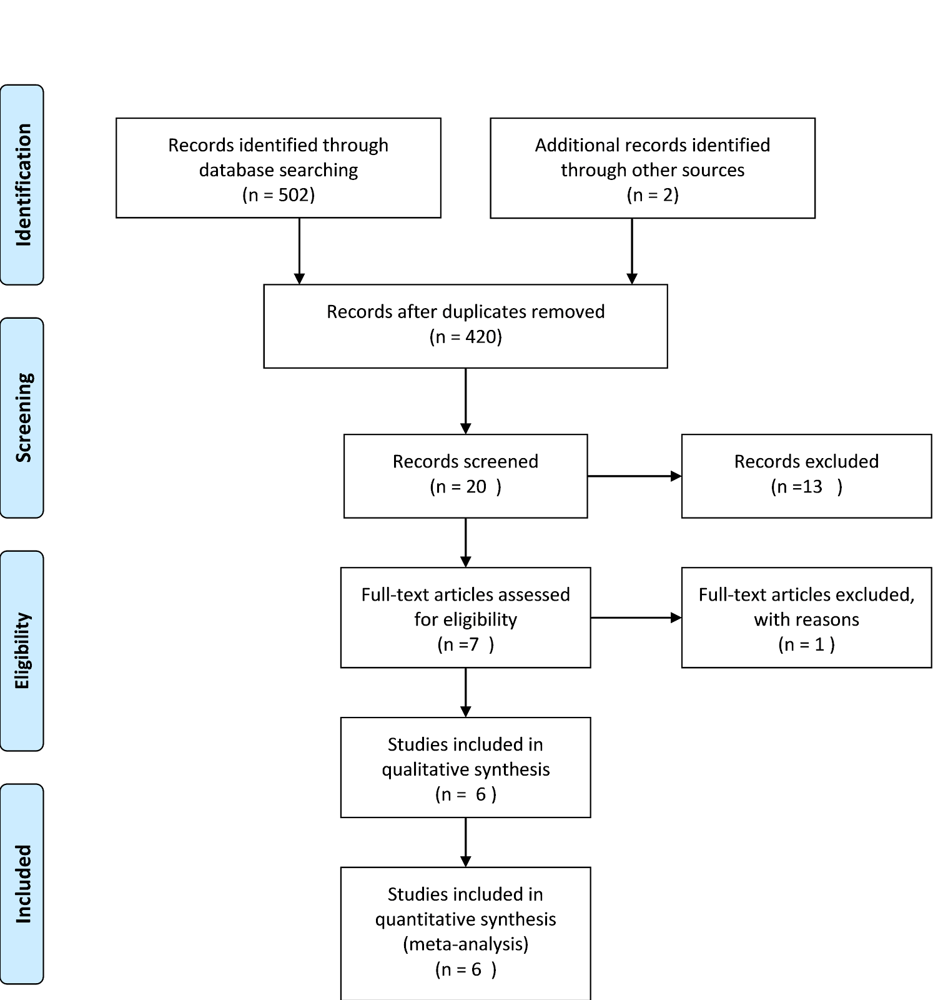 Identification
Records identified through
database searching
(n = 502)
Additional records identified
through other sources
(n = 2)
Records after duplicates removed
(n = 420)
Screening
Records screened
(n = 20  )
Records excluded
(n =13   )
Eligibility
Full-text articles assessed
for eligibility
(n =7  )
Full-text articles excluded,
with reasons
(n = 1 )
Studies included in
qualitative synthesis
(n =  6 )
Included
Studies included in
quantitative synthesis
(meta-analysis)
(n = 6  )